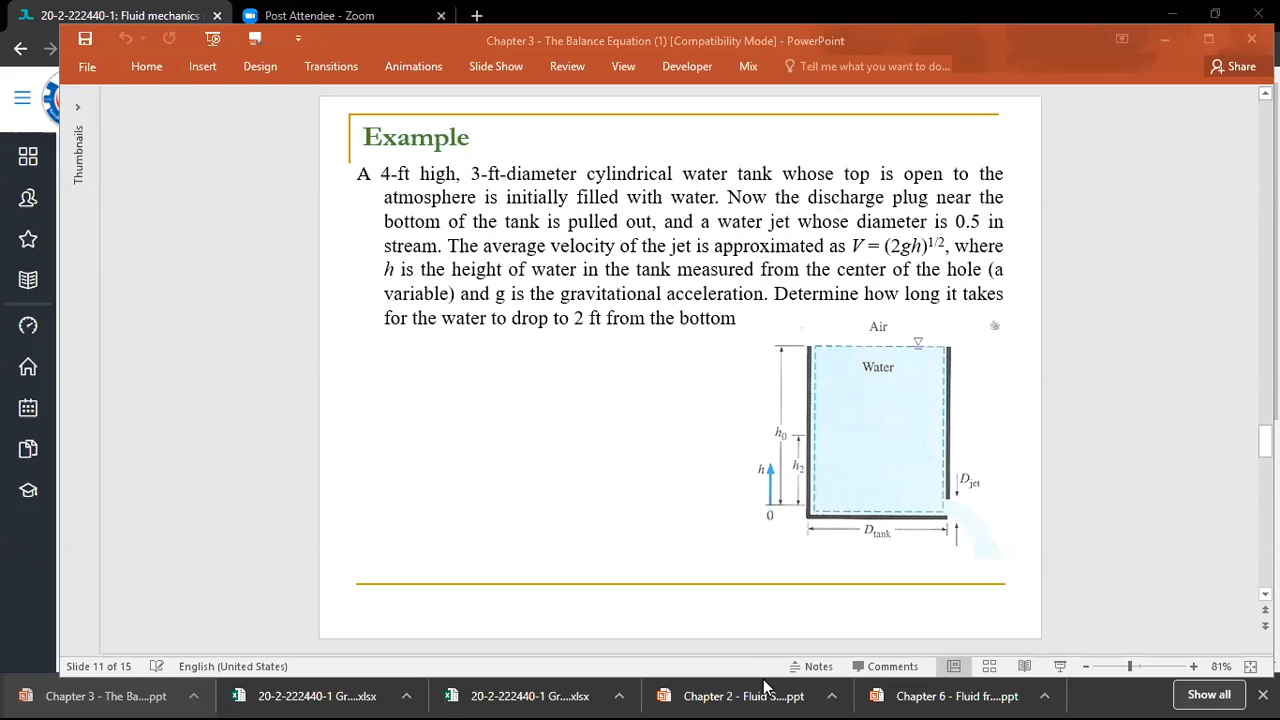 2-222440-1: Fluid mechanics
Post Attendee - Zoom
Chapter 3 - The Balance Equation (1) [Compatibility Mode] - PowerPoint
File Home Insert Design Transitions Animations Slide Show Review View Developer Mix Tell me what you want to do... Share
Thumbnails
Example
A 4-ft high, 3-ft-diameter cylindrical water tank whose top is open to the
atmosphere is initially filled with water. Now the discharge plug near the
bottom of the tank is pulled out, and a water jet whose diameter is 0.5 in
stream. The average velocity of the jet is approximated as V = (2gh)^1/2, where
h is the height of water in the tank measured from the center of the hole (a
variable) and g is the gravitational acceleration. Determine how long it takes
for the water to drop to 2 ft from the bottom
Air
Water
h0
h2
h
0
Djet
Dtank
Slide 11 of 15 English (United States) Notes Comments 81%
Chapter 3 - The Ba....ppt 20-2-222440-1 Gr....xlsx 20-2-222440-1 Gr....xlsx Chapter 2 - Fluid S....ppt Chapter 6 - Fluid fr....ppt Show all